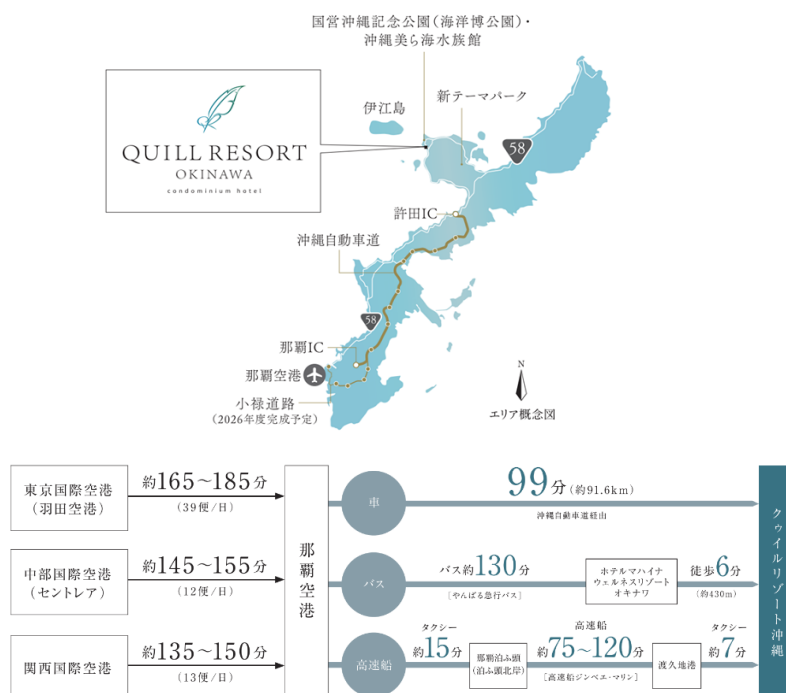 国営沖縄記念公園(海洋博公園)・
沖縄美ら海水族館
新テーマパーク
伊江島
QUILL RESORT
OKINAWA
condominium hotel
58
許田IC
沖縄自動車道
58
那覇IC
那覇空港
小禄道路
(2026年度完成予定)
N
エリア概念図
東京国際空港
(羽田空港)
約165〜185分
(39便/日)
中部国際空港
(セントレア)
約145〜155分
(12便/日)
関西国際空港
約135〜150分
(13便/日)
那覇空港
車
99分(約91.6km)
沖縄自動車道経由
バス
バス約130分
[やんばる急行バス]
ホテルマハイナ
ウェルネスリゾート
オキナワ
徒歩6分
(約430m)
高速船
タクシー
約15分
那覇泊ふ頭
(泊ふ頭北岸)
高速船
約75〜120分
[高速船ジンベエ・マリン]
渡久地港
タクシー
約7分
クゥイルリゾート沖縄